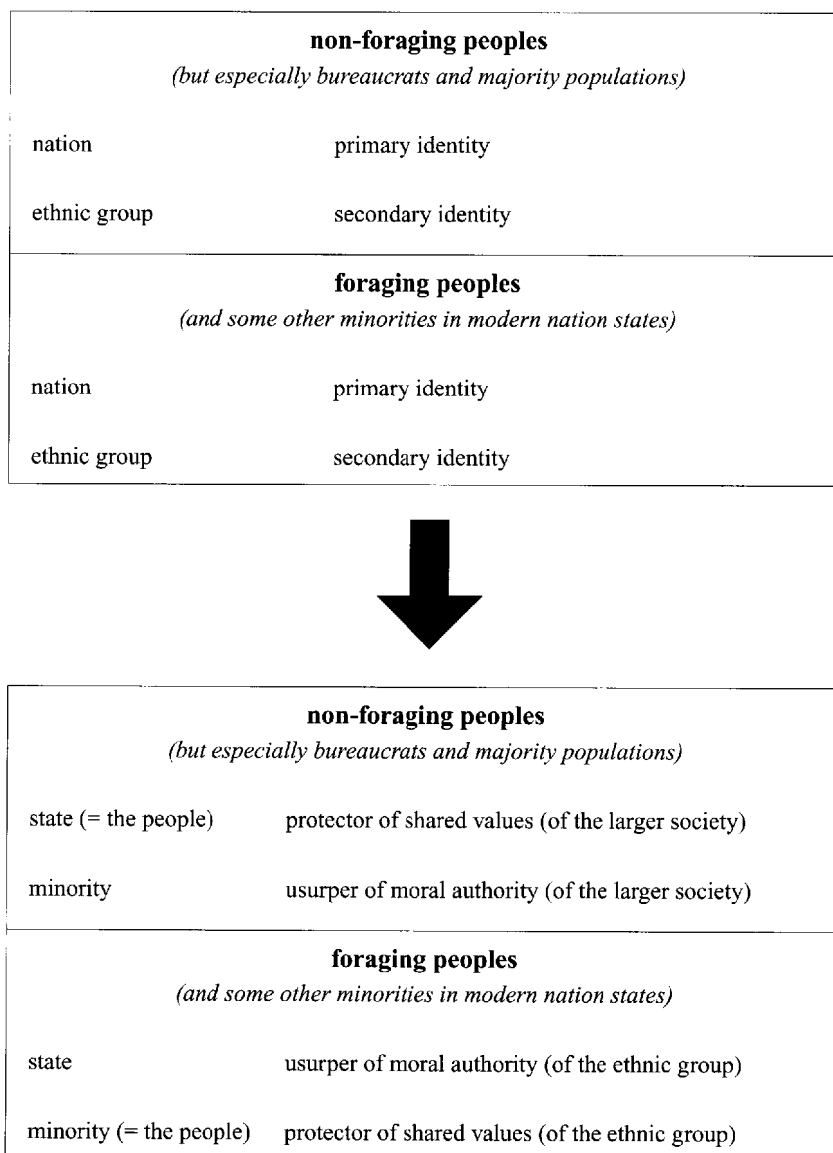 non-foraging peoples
(but especially bureaucrats and majority populations)
nation primary identity
ethnic group secondary identity
foraging peoples
(and some other minorities in modern nation states)
nation primary identity
ethnic group secondary identity
non-foraging peoples
(but especially bureaucrats and majority populations)
state (= the people) protector of shared values (of the larger society)
minority usurper of moral authority (of the larger society)
foraging peoples
(and some other minorities in modern nation states)
state usurper of moral authority (of the ethnic group)
minority (= the people) protector of shared values (of the ethnic group)